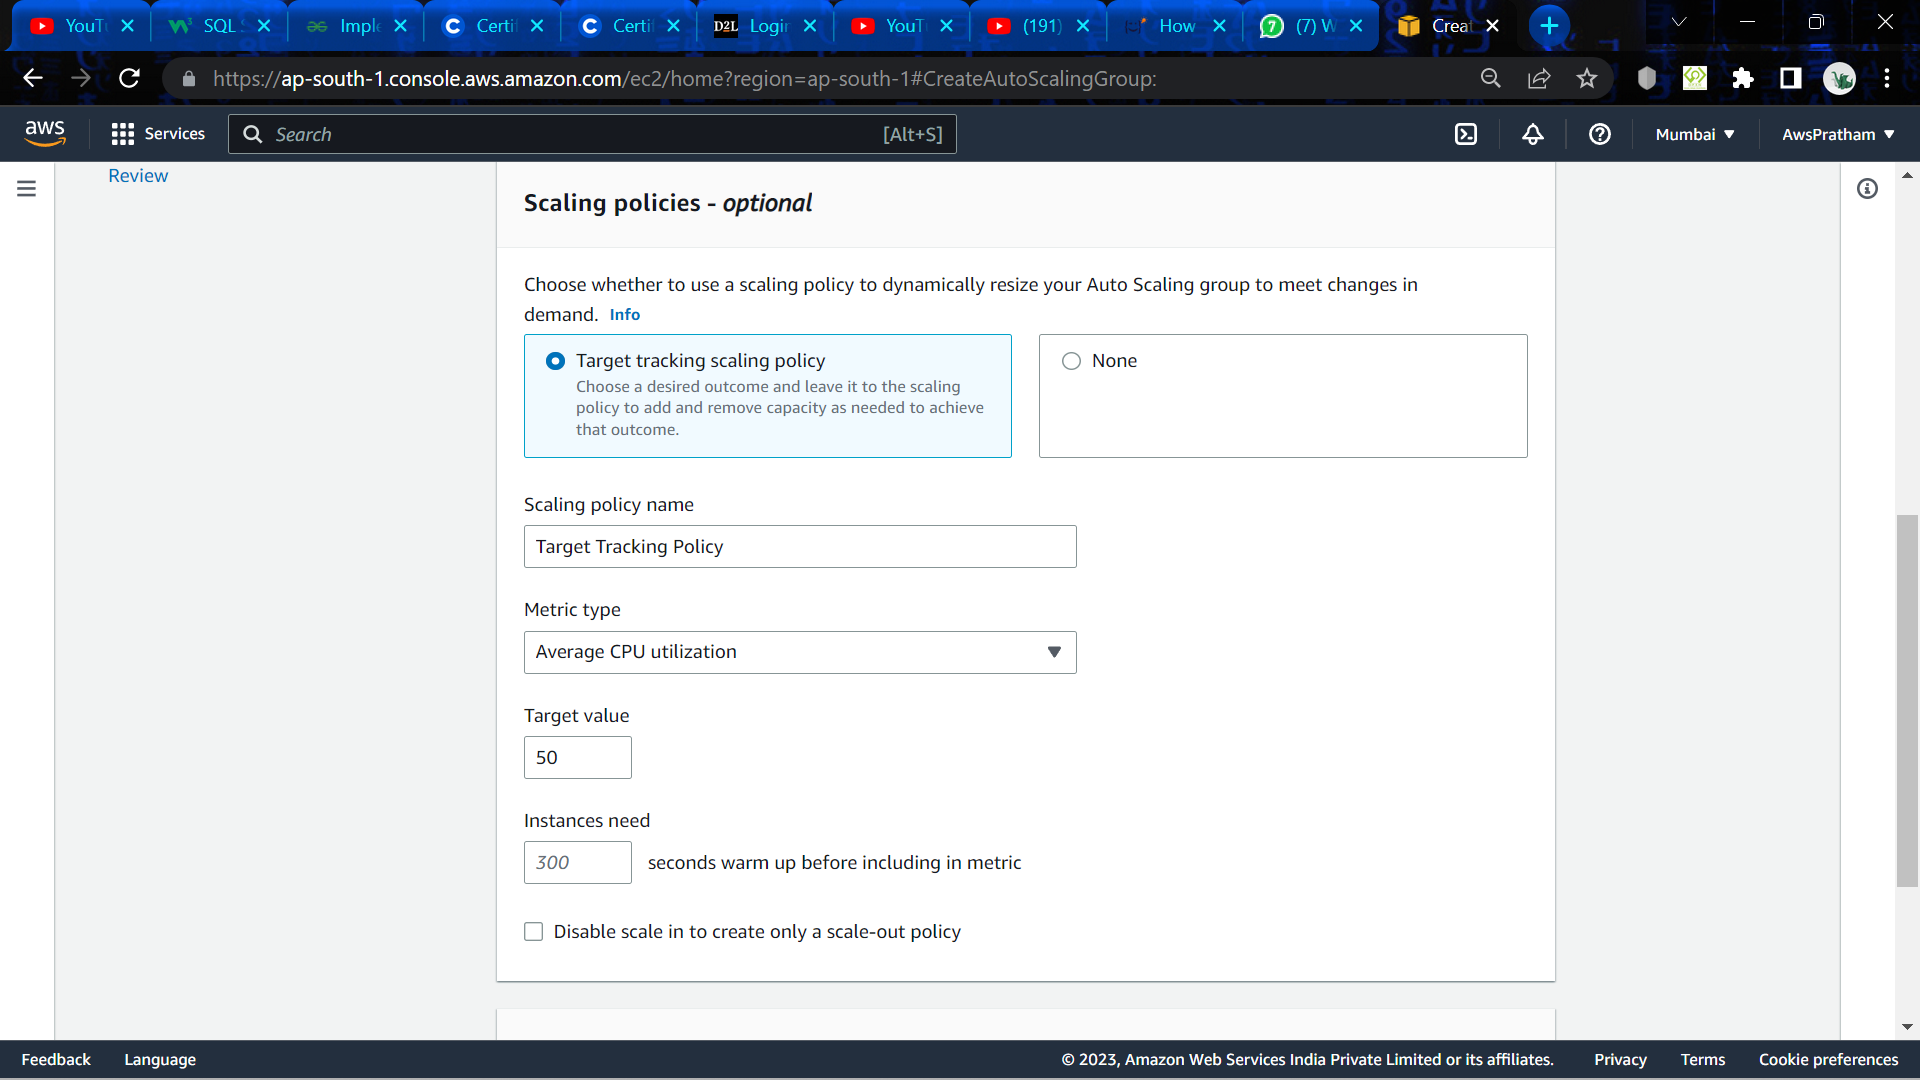 YouT
SQL S
Imple
Certif
Certif
D2L Login
YouT
(191)
How
7 (7) W
Creat
https://ap-south-1.console.aws.amazon.com/ec2/home?region=ap-south-1#CreateAutoScalingGroup:
aws
Services
Search [Alt+S]
Mumbai
AwsPratham
Review
Scaling policies - optional
Choose whether to use a scaling policy to dynamically resize your Auto Scaling group to meet changes in
demand. Info
Target tracking scaling policy
Choose a desired outcome and leave it to the scaling
policy to add and remove capacity as needed to achieve
that outcome.
None
Scaling policy name
Target Tracking Policy
Metric type
Average CPU utilization
Target value
50
Instances need
300 seconds warm up before including in metric
Disable scale in to create only a scale-out policy
Feedback Language © 2023, Amazon Web Services India Private Limited or its affiliates. Privacy Terms Cookie preferences